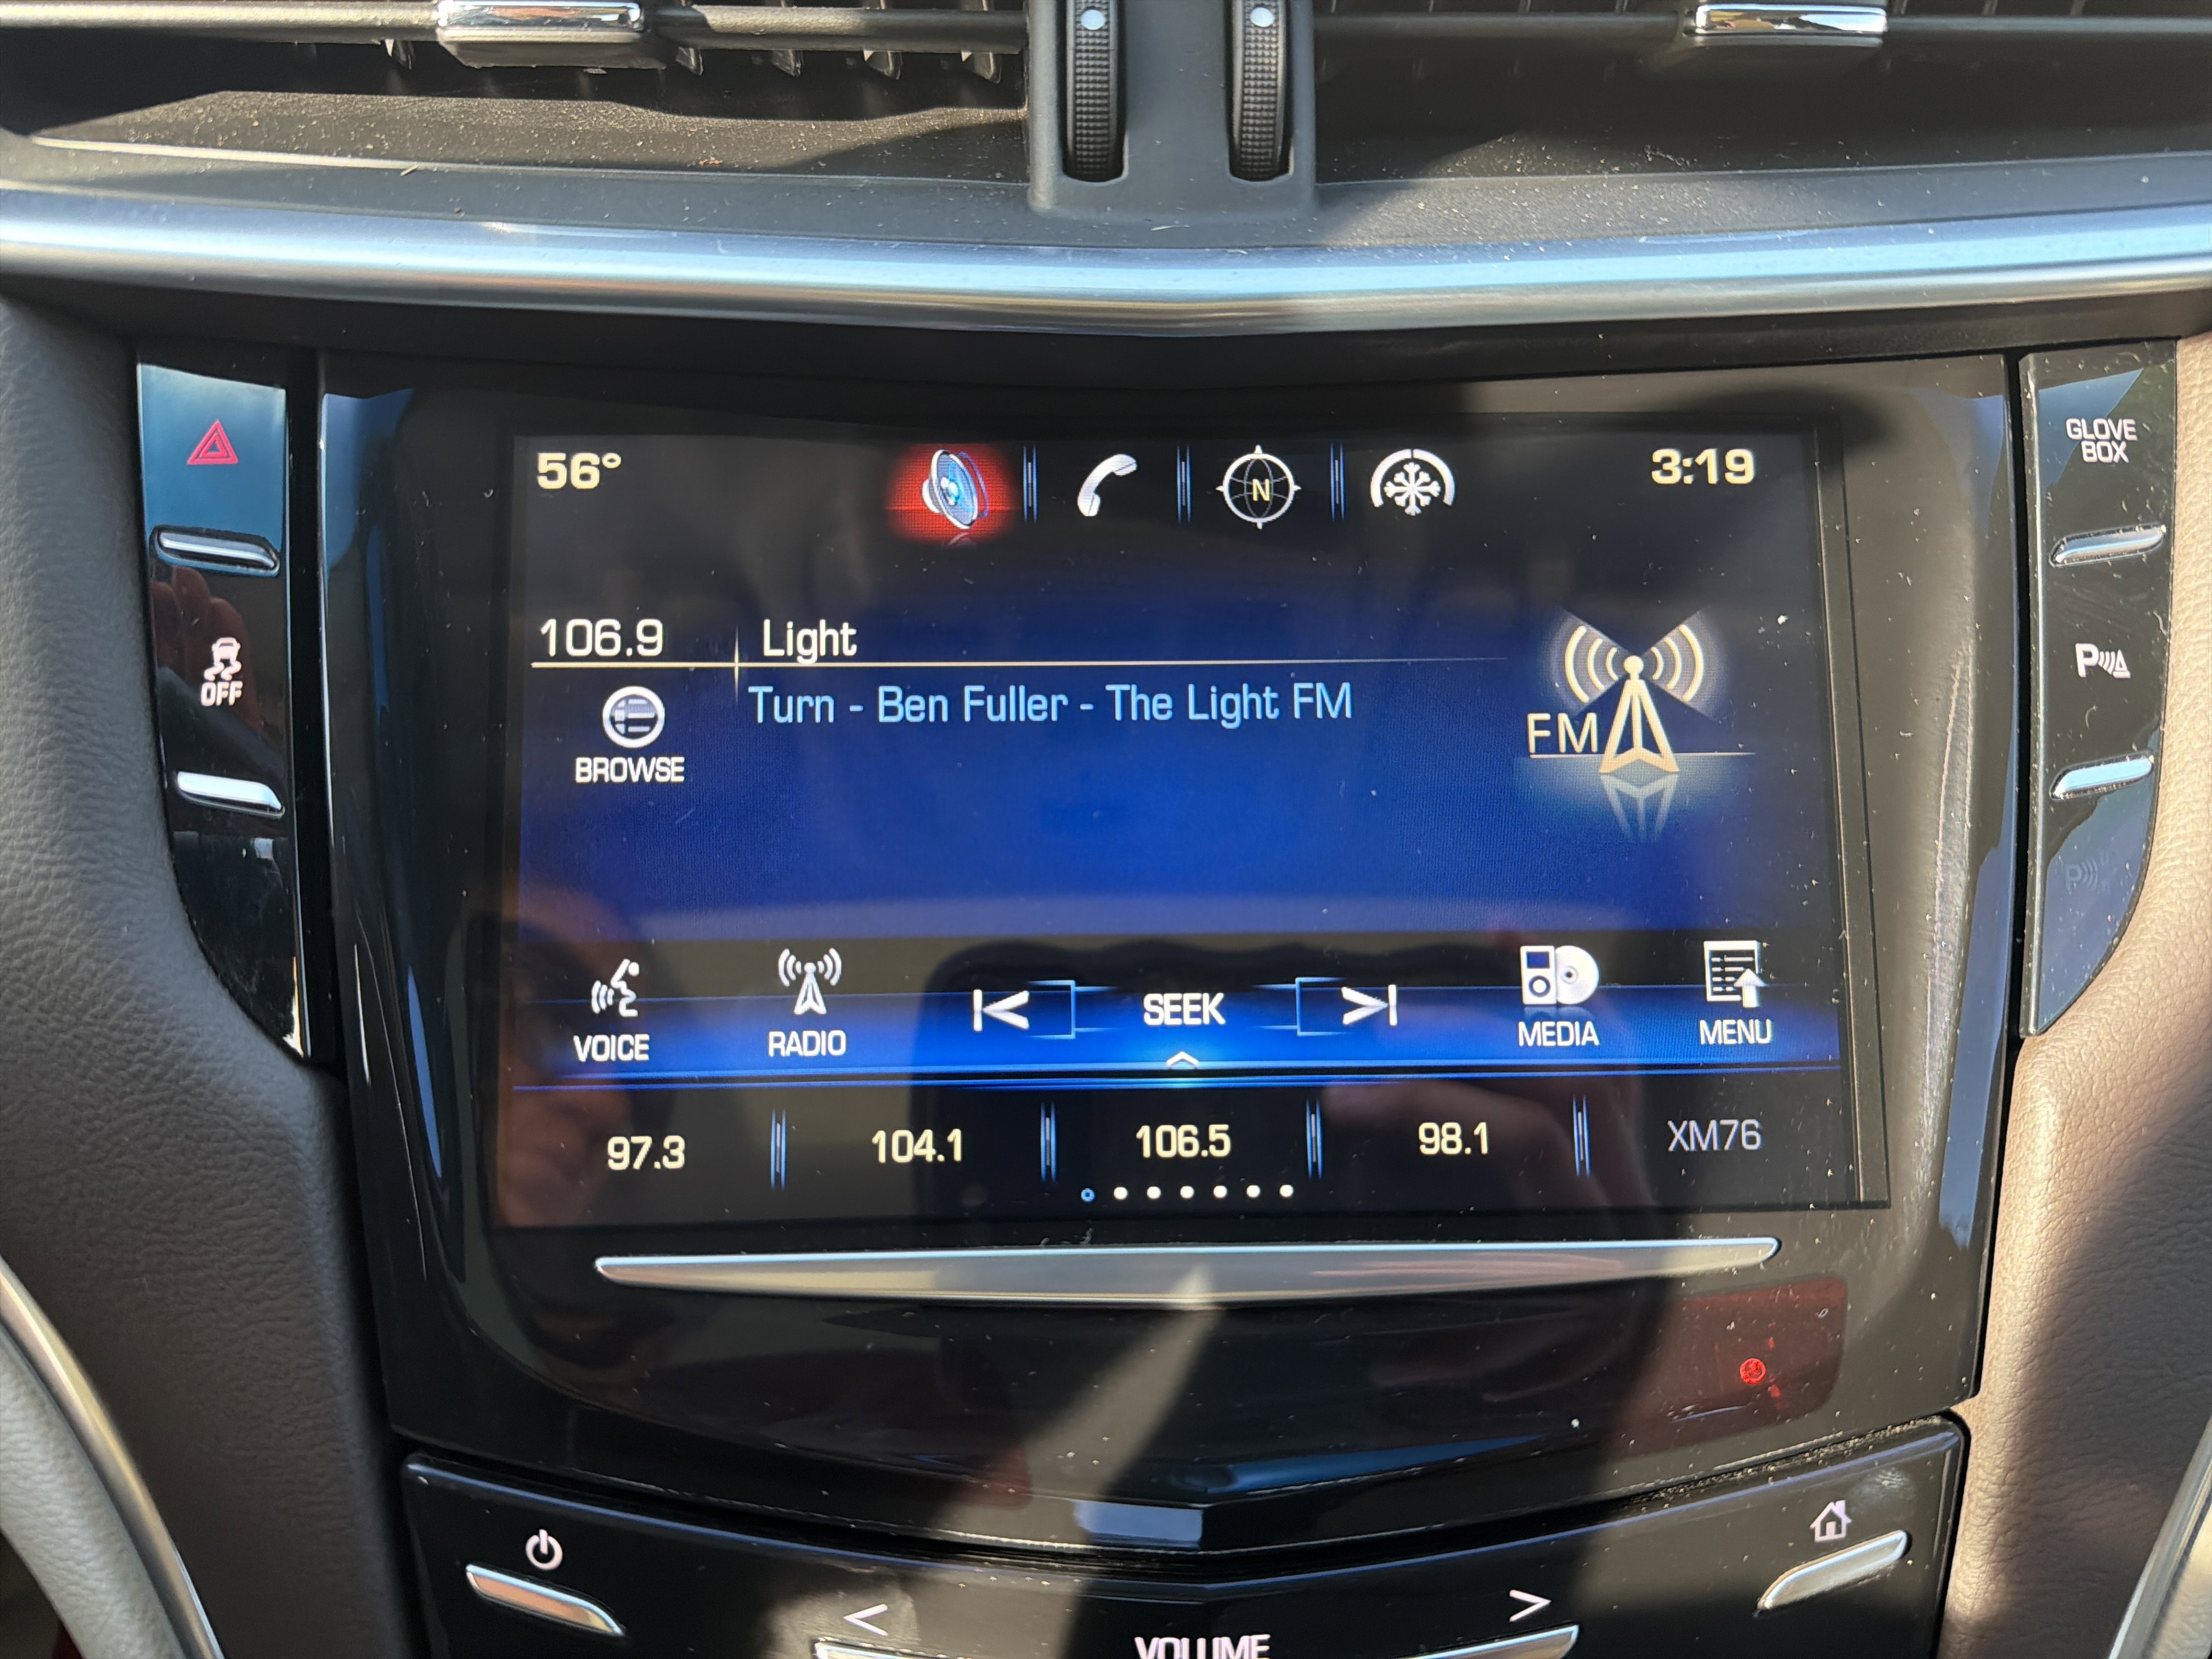 GLOVE
BOX
56°
N
3:19
106.9 Light
Turn - Ben Fuller - The Light FM
OFF
FM
BROWSE
VOICE
RADIO
SEEK
MEDIA
MENU
97.3
104.1
106.5
98.1
XM76
VOLUME